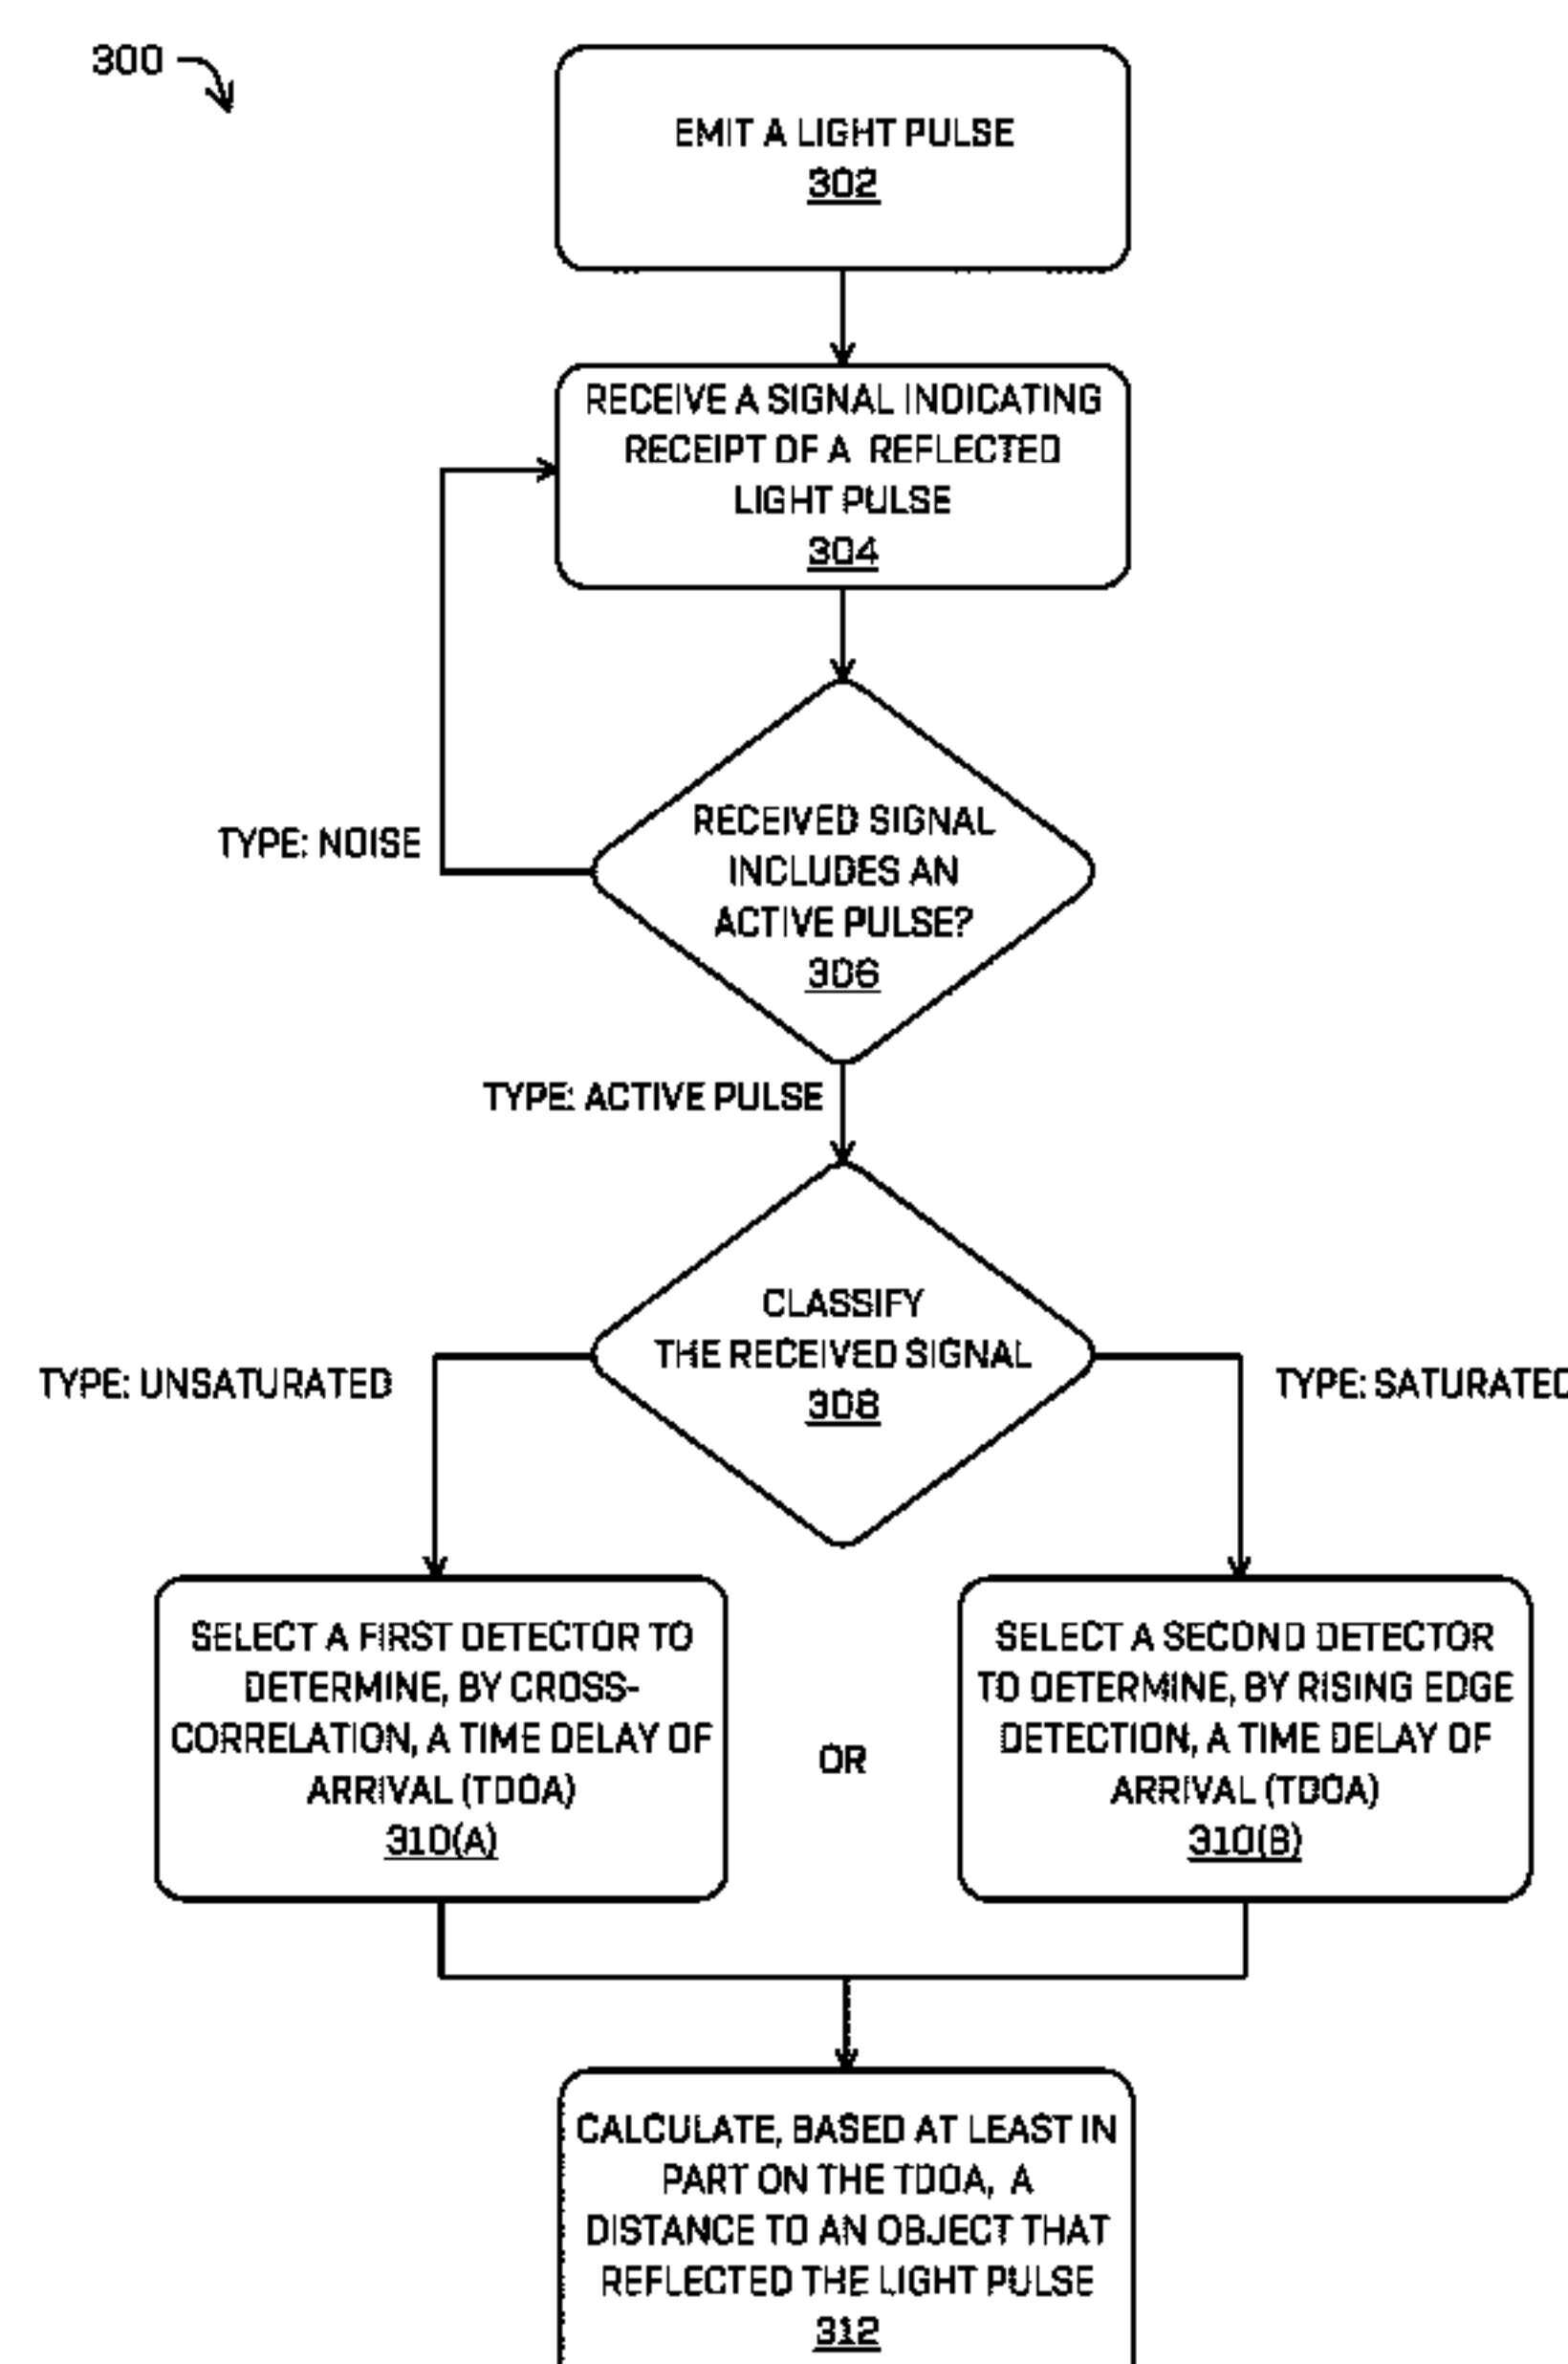 300
EMIT A LIGHT PULSE
302
RECEIVE A SIGNAL INDICATING
RECEIPT OF A REFLECTED
LIGHT PULSE
304
RECEIVED SIGNAL
INCLUDES AN
ACTIVE PULSE?
306
TYPE: NOISE
TYPE: ACTIVE PULSE
CLASSIFY
THE RECEIVED SIGNAL
308
TYPE: UNSATURATED
TYPE: SATURATED
SELECT A FIRST DETECTOR TO
DETERMINE, BY CROSS-
CORRELATION, A TIME DELAY OF
ARRIVAL (TDOA)
310(A)
OR
SELECT A SECOND DETECTOR
TO DETERMINE, BY RISING EDGE
DETECTION, A TIME DELAY OF
ARRIVAL (TDOA)
310(B)
CALCULATE, BASED AT LEAST IN
PART ON THE TDOA, A
DISTANCE TO AN OBJECT THAT
REFLECTED THE LIGHT PULSE
312